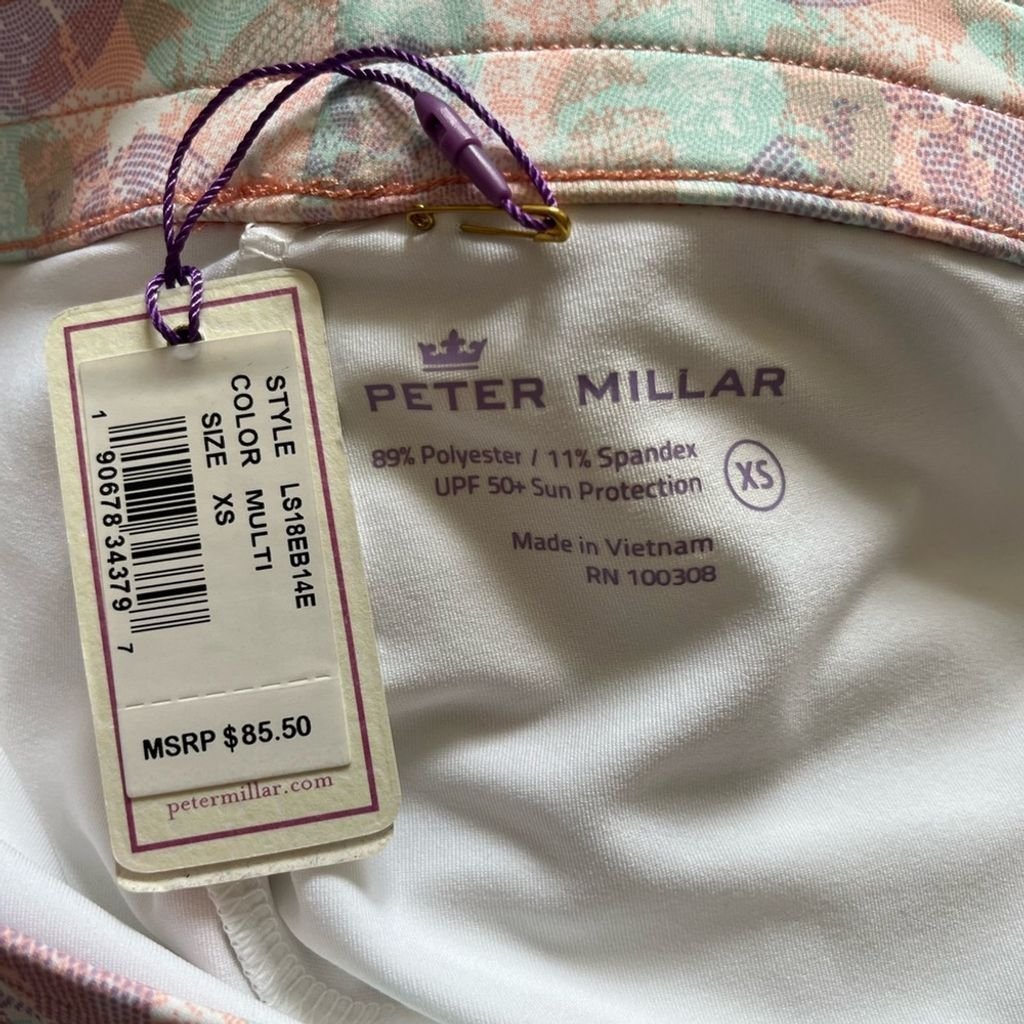 STYLE LS18EB14E
COLOR MULTI
SIZE XS
1 90678 34379 7
MSRP $85.50
petermillar.com
PETER MILLAR
89% Polyester / 11% Spandex
UPF 50+ Sun Protection
XS
Made in Vietnam
RN 100308